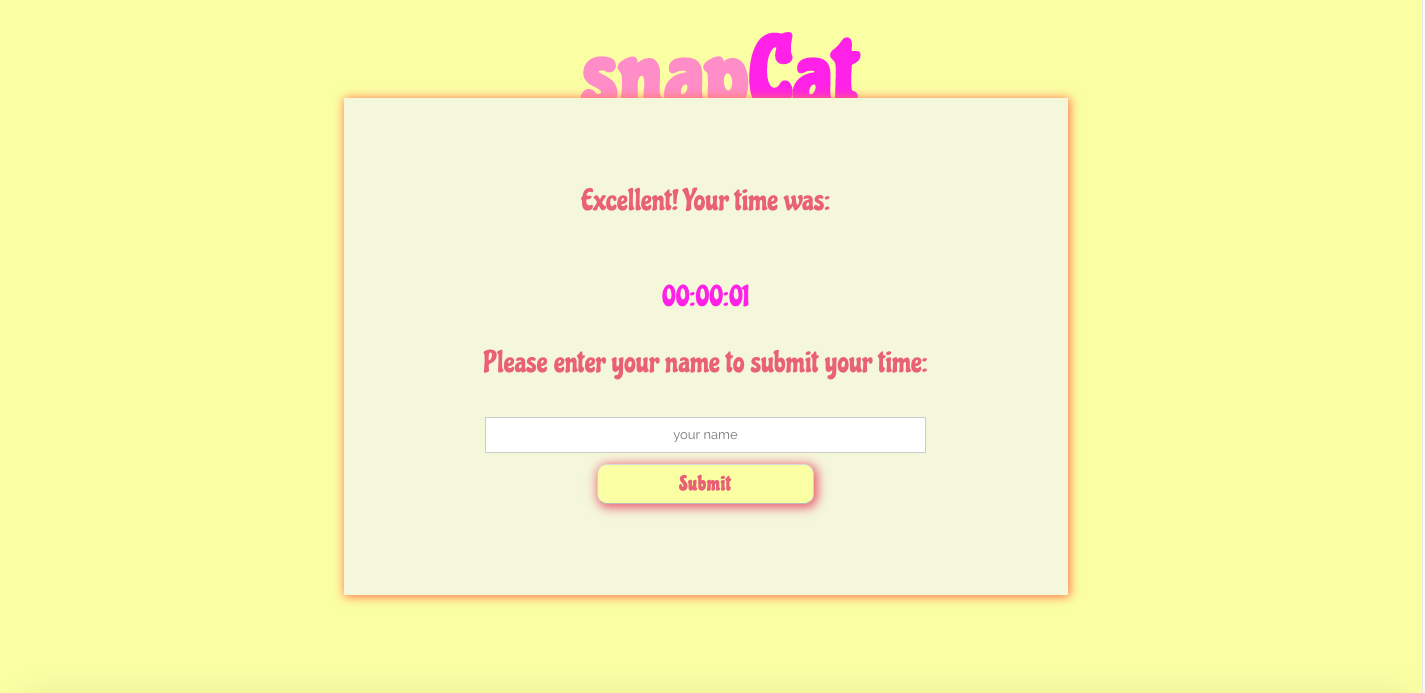 snapCat
Excellent! Your time was:
00:00:01
Please enter your name to submit your time:
your name
Submit